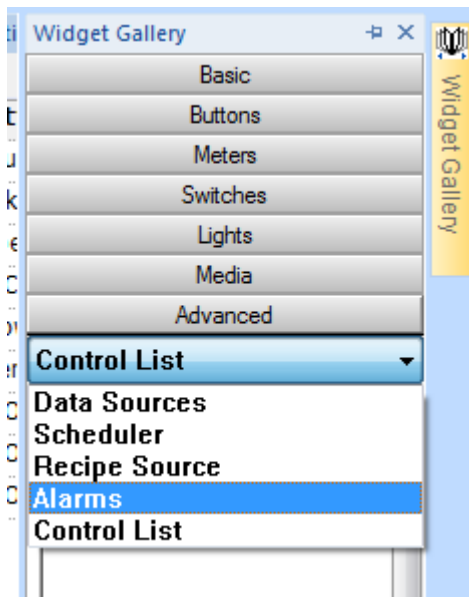 Widget Gallery
Basic
Buttons
Meters
Switches
Lights
Media
Advanced
Control List
Data Sources
Scheduler
Recipe Source
Alarms
Control List
Widget Gallery